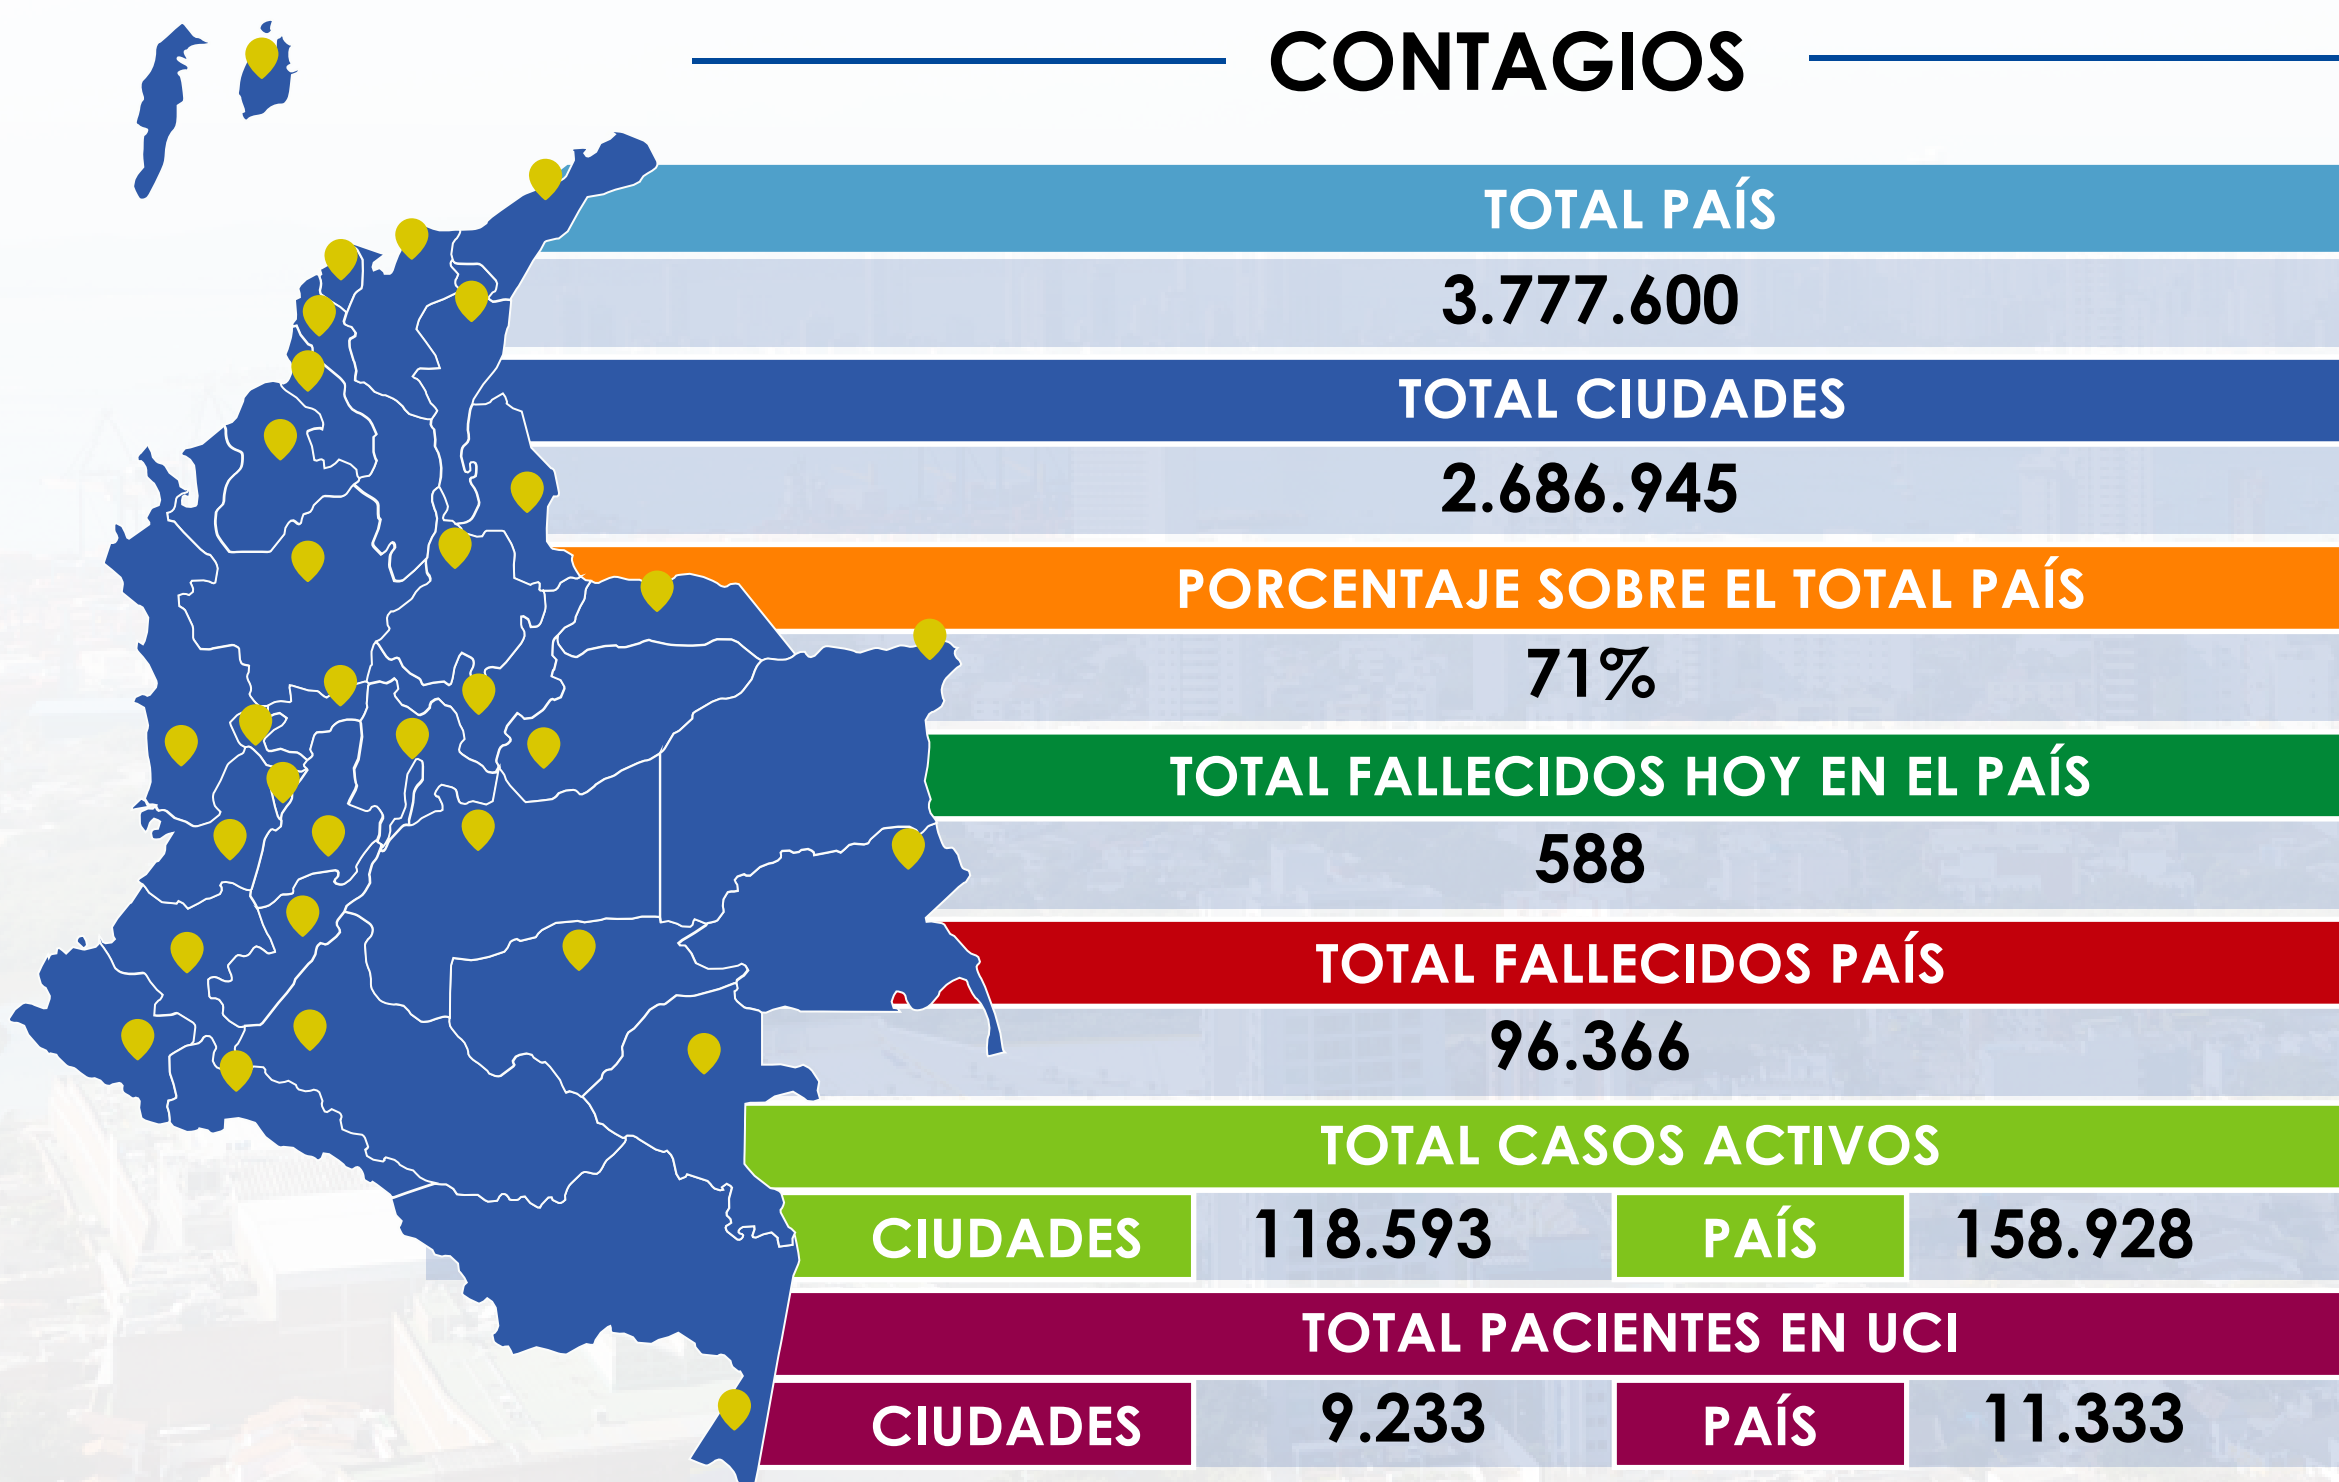 CONTAGIOS
TOTAL PAÍS
3.777.600
TOTAL CIUDADES
2.686.945
PORCENTAJE SOBRE EL TOTAL PAÍS
71%
TOTAL FALLECIDOS HOY EN EL PAÍS
588
TOTAL FALLECIDOS PAÍS
96.366
TOTAL CASOS ACTIVOS
CIUDADES 118.593 PAÍS 158.928
TOTAL PACIENTES EN UCI
CIUDADES 9.233 PAÍS 11.333